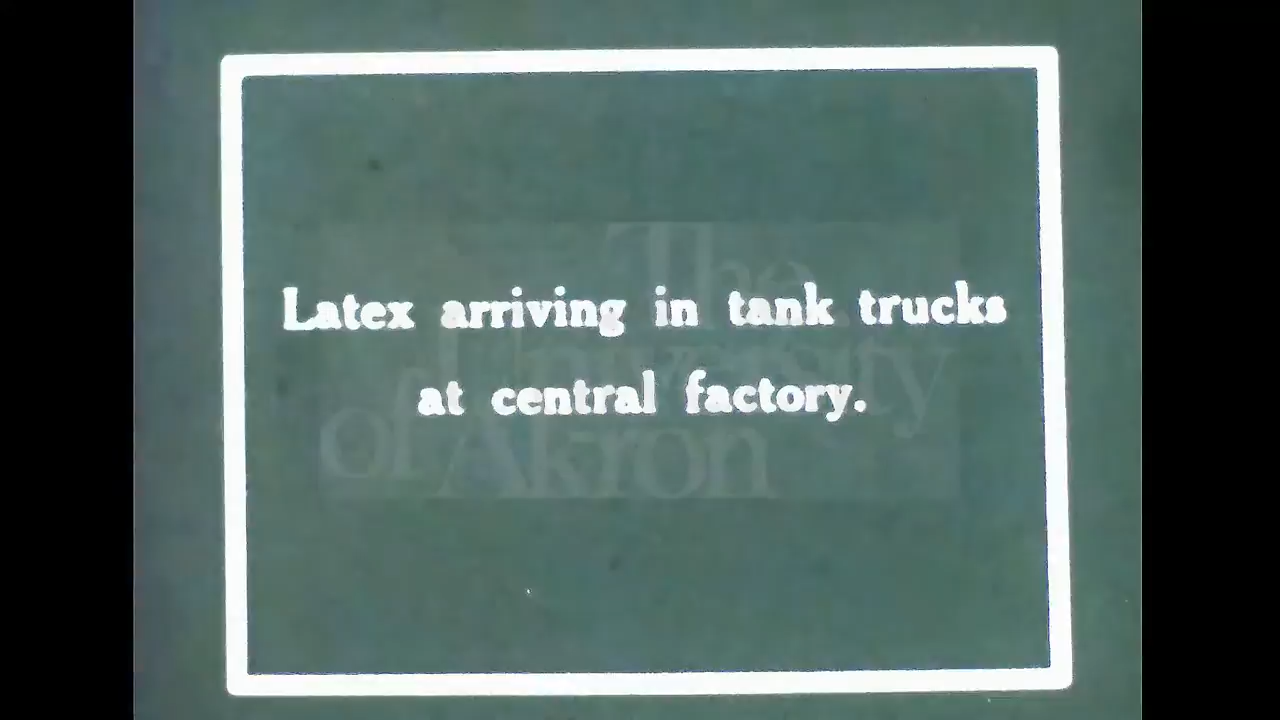 Latex arriving in tank trucks
at central factory.
The
University
of Akron